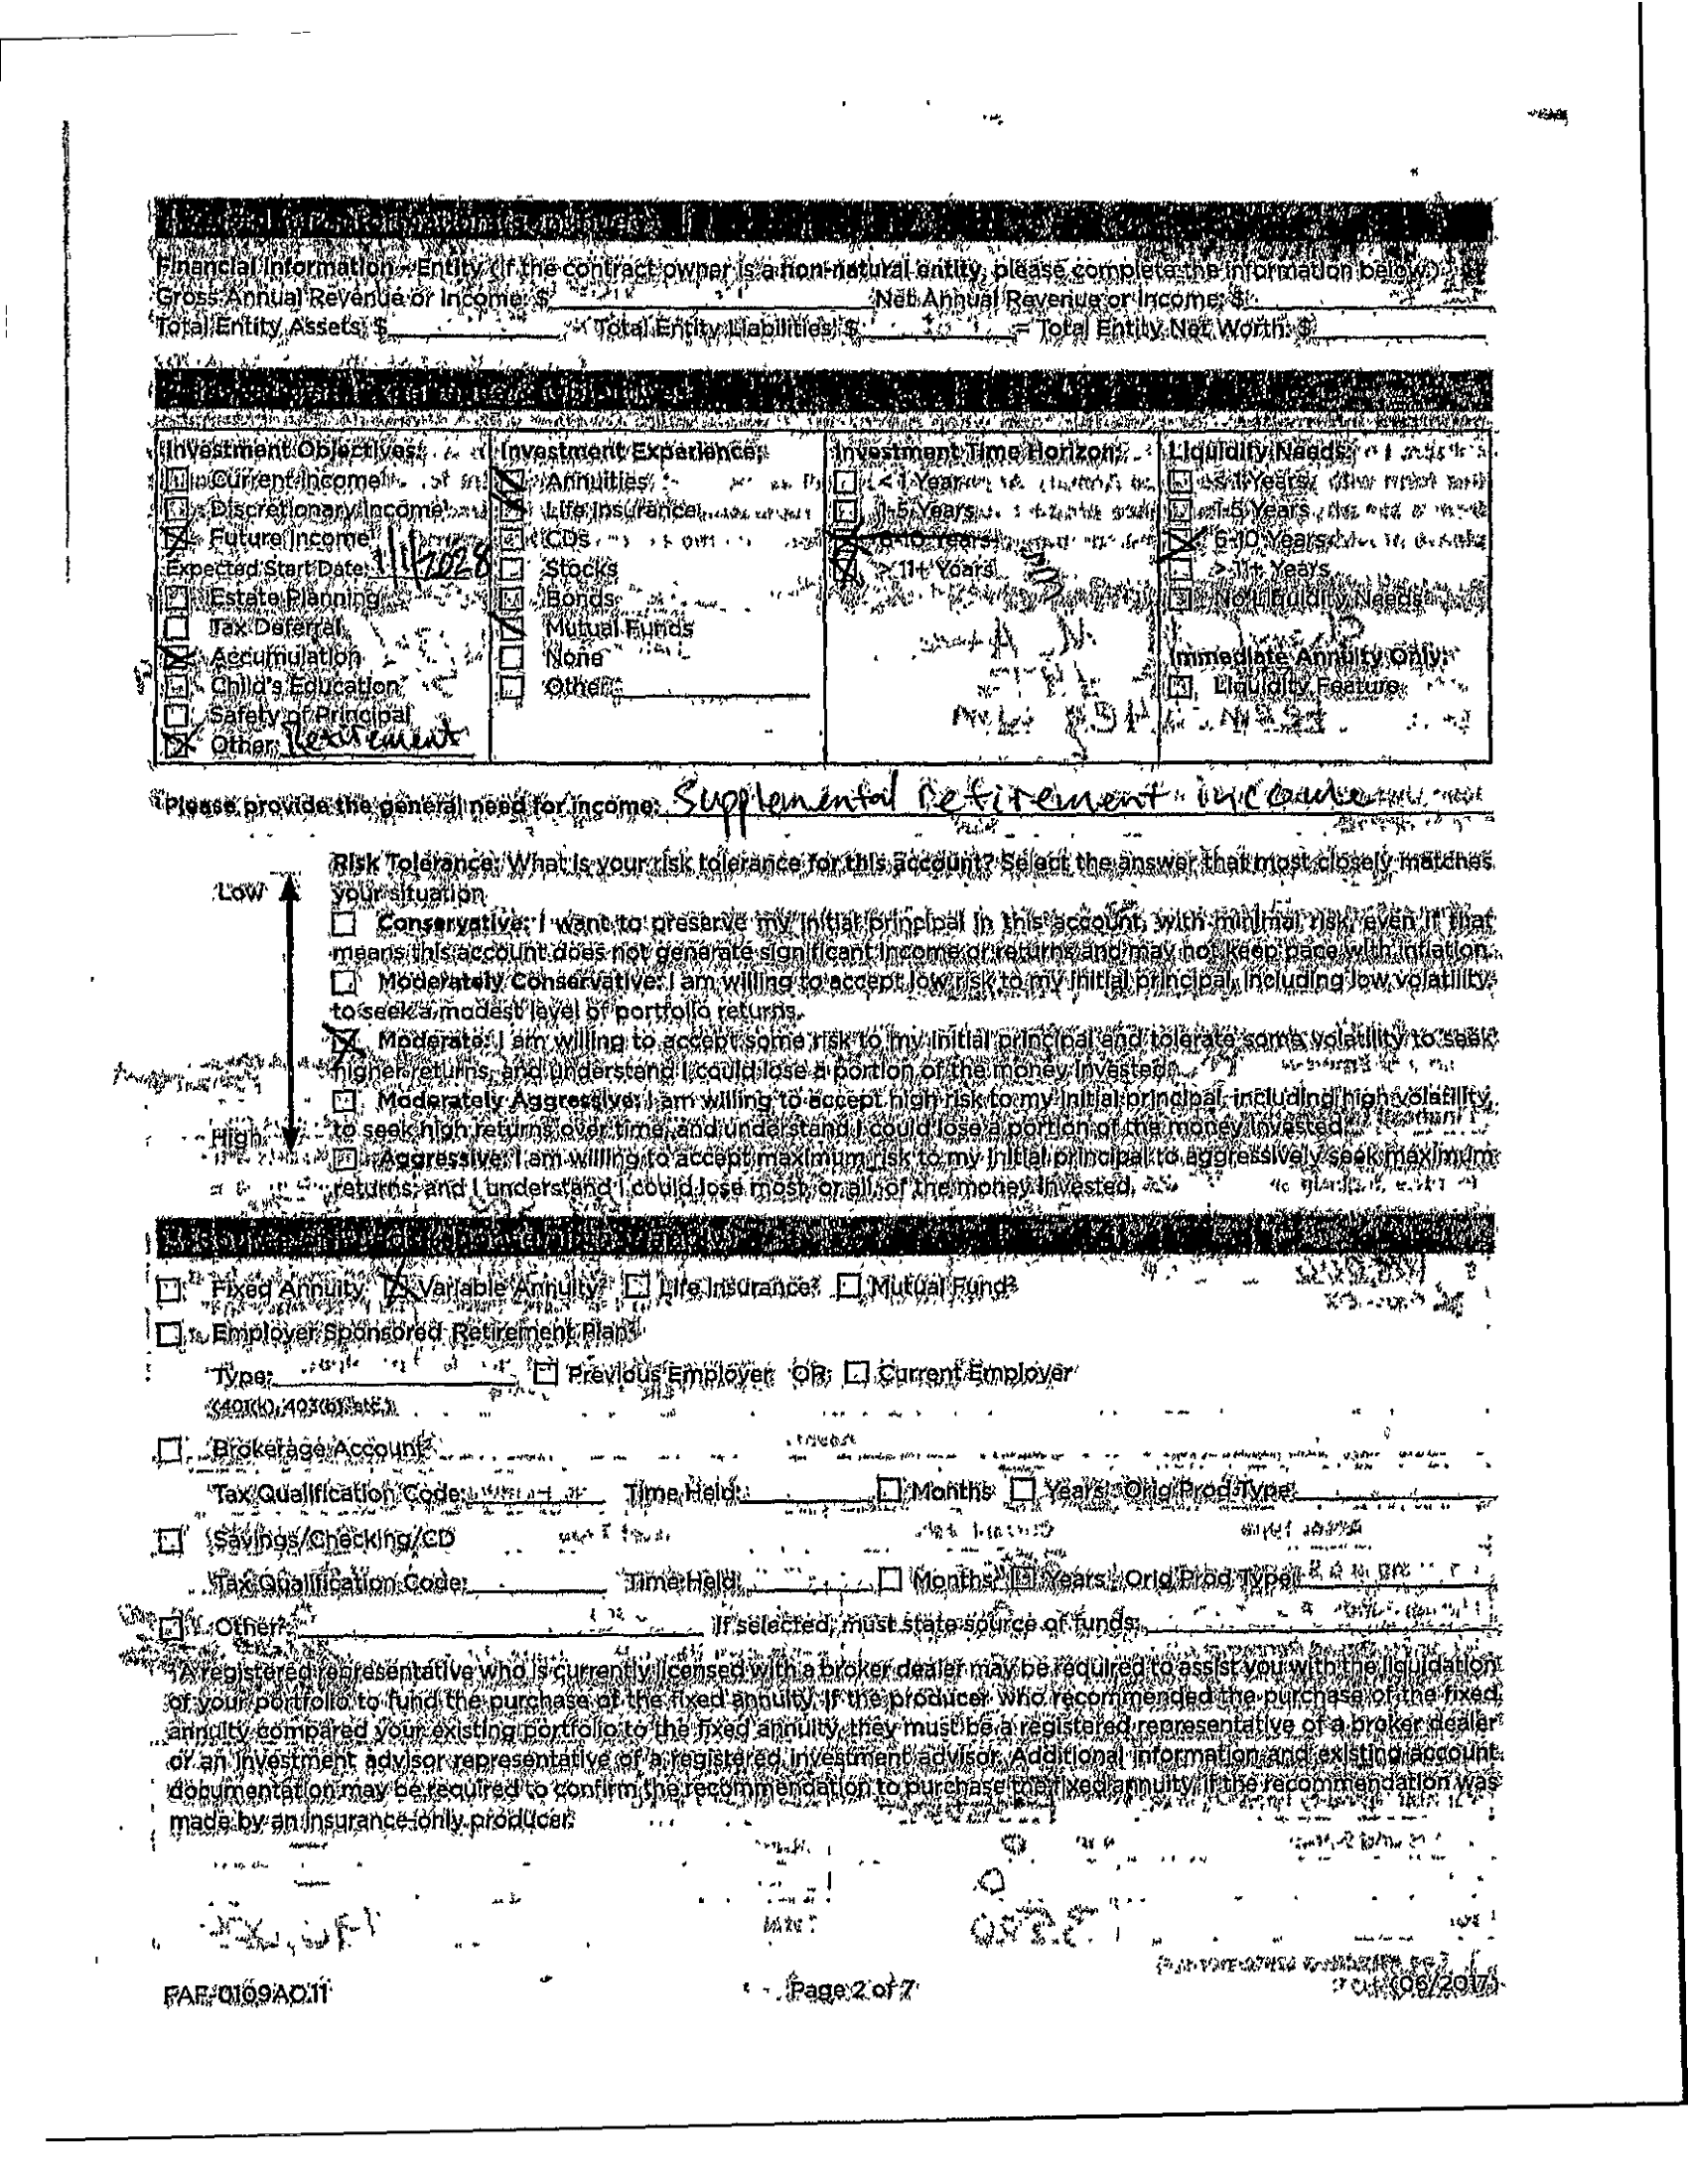 Financial Information - Entity (If the contract owner is a non-natural entity, please complete the information below.)
Gross Annual Revenue or Income: $ Net Annual Revenue or Income: $
Total Entity Assets: $ - Total Entity Liabilities: $ = Total Entity Net Worth: $
Investment Objectives: Investment Experience: Investment Time Horizon: Liquidity Needs:
Current Income Annuities < 1 Year ≤ 1 Years
Discretionary Income Life Insurance 1-5 Years 1-5 Years
Future Income CDs 6-10 Years 6-10 Years
Expected Start Date: 1/1/2028 Stocks > 11+ Years > 11+ Years
Estate Planning Bonds No Liquidity Needs
Tax Deferral Mutual Funds
Accumulation None Immediate Annuity Only:
Child's Education Other: Liquidity Feature
Safety of Principal
Other: Retirement
Please provide the general need for income: Supplemental retirement income
Risk Tolerance: What is your risk tolerance for this account? Select the answer that most closely matches
Low your situation
Conservative: I want to preserve my initial principal in this account, with minimal risk, even if that
means this account does not generate significant income or returns and may not keep pace with inflation.
Moderately Conservative: I am willing to accept low risk to my initial principal, including low volatility,
to seek a modest level of portfolio returns.
Moderate: I am willing to accept some risk to my initial principal and tolerate some volatility to seek
higher returns, and understand I could lose a portion of the money invested.
Moderately Aggressive: I am willing to accept high risk to my initial principal, including high volatility,
High to seek high returns over time, and understand I could lose a portion of the money invested.
Aggressive: I am willing to accept maximum risk to my initial principal to aggressively seek maximum
returns, and I understand I could lose most, or all, of the money invested.
Fixed Annuity Variable Annuity² Life Insurance² Mutual Fund²
Employer Sponsored Retirement Plan²
Type: Previous Employer OR Current Employer
(401(k), 403(b), etc.)
Brokerage Account²
Tax Qualification Code: Time Held: Months Years Orig Prod Type:
Savings/Checking/CD
Tax Qualification Code: Time Held: Months Years Orig Prod Type:
Other: If selected, must state source of funds:
A registered representative who is currently licensed with a broker dealer may be required to assist you with the liquidation
of your portfolio to fund the purchase of the fixed annuity. If the producer who recommended the purchase of the fixed
annuity compared your existing portfolio to the fixed annuity, they must be a registered representative of a broker dealer
or an investment advisor representative of a registered investment advisor. Additional information and existing account
documentation may be required to confirm the recommendation to purchase the fixed annuity if the recommendation was
made by an insurance-only producer.
Page 2 of 7 (06/2017)